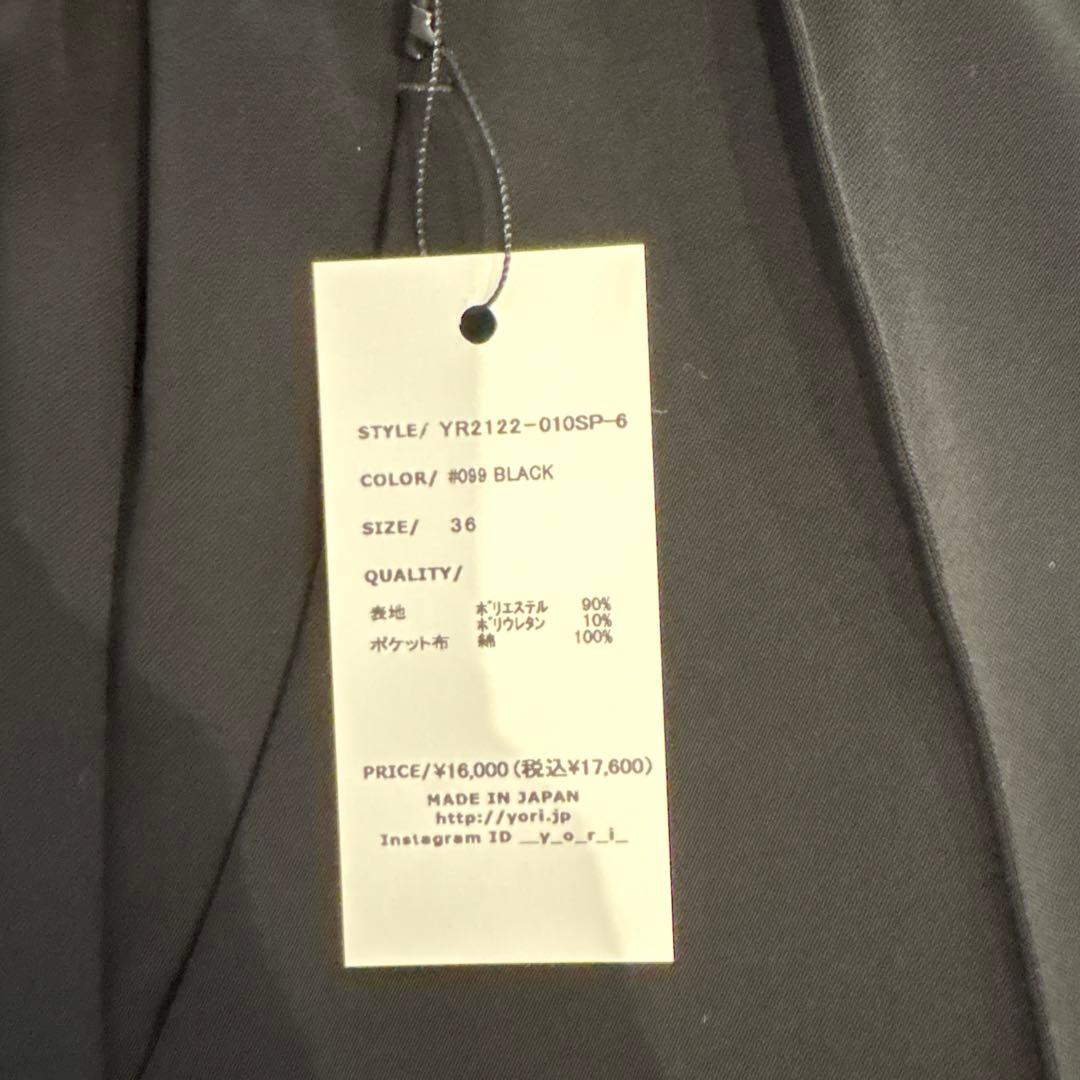 STYLE/ YR2122-010SP-6
COLOR/ #099 BLACK
SIZE/ 36
QUALITY/
表地 ポリエステル 90%
ポリウレタン 10%
ポケット布 綿 100%
PRICE/¥16,000(税込¥17,600)
MADE IN JAPAN
http://yori.jp
Instagram ID __y_o_r_i_